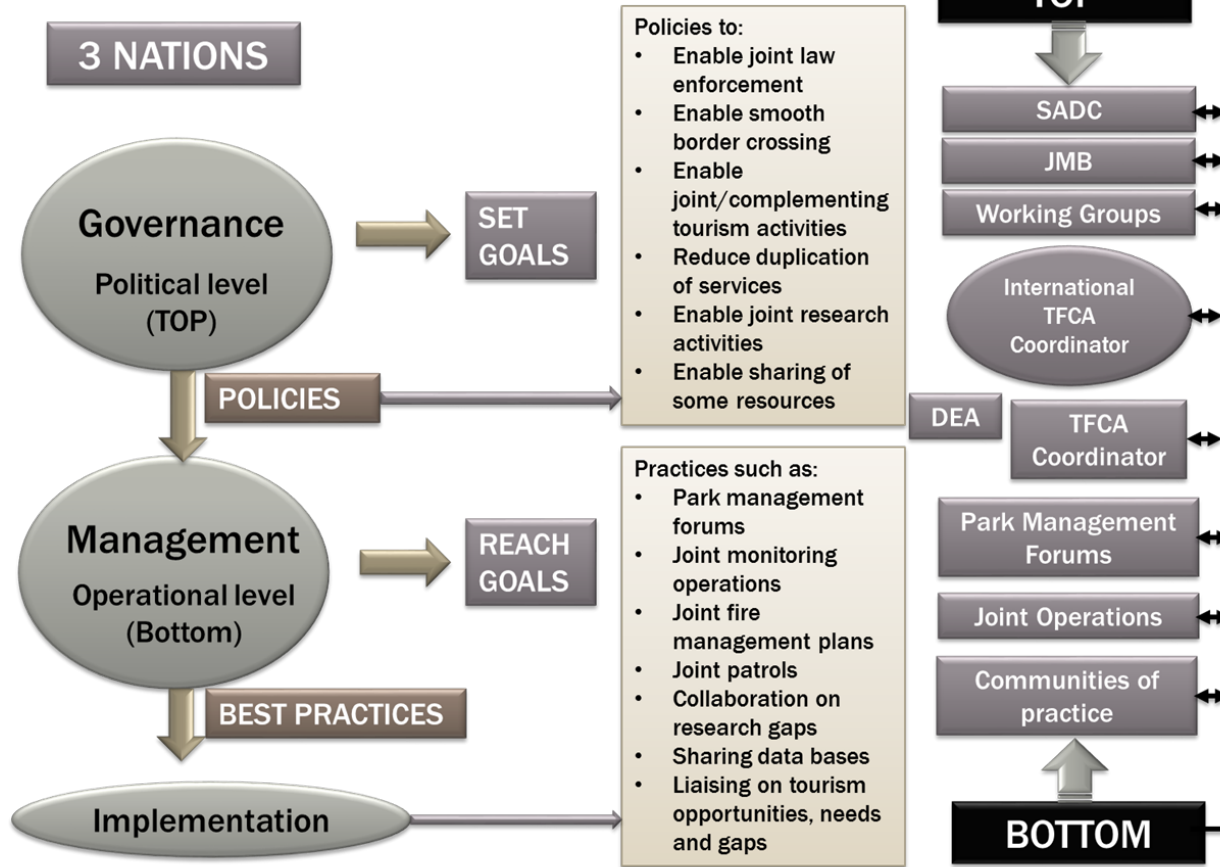 3 NATIONS
Governance
Political level
(TOP)
SET
GOALS
POLICIES
Management
Operational level
(Bottom)
REACH
GOALS
BEST PRACTICES
Implementation
Policies to:
• Enable joint law
enforcement
• Enable smooth
border crossing
• Enable
joint/complementing
tourism activities
• Reduce duplication
of services
• Enable joint research
activities
• Enable sharing of
some resources
Practices such as:
• Park management
forums
• Joint monitoring
operations
• Joint fire
management plans
• Joint patrols
• Collaboration on
research gaps
• Sharing data bases
• Liaising on tourism
opportunities, needs
and gaps
TOP
SADC
JMB
Working Groups
International
TFCA
Coordinator
DEA
TFCA
Coordinator
Park Management
Forums
Joint Operations
Communities of
practice
BOTTOM